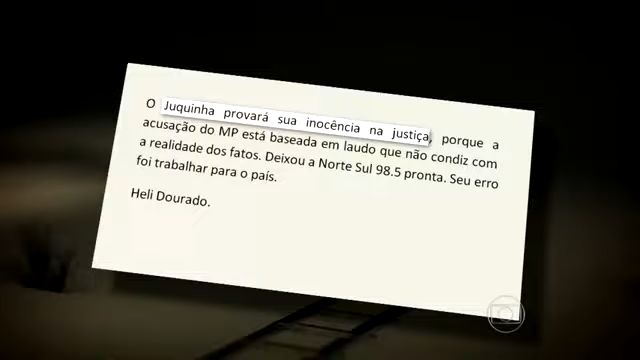 O Juquinha provará sua inocência na justiça, porque a
acusação do MP está baseada em laudo que não condiz com
a realidade dos fatos. Deixou a Norte Sul 98.5 pronta. Seu erro
foi trabalhar para o país.
Heli Dourado.